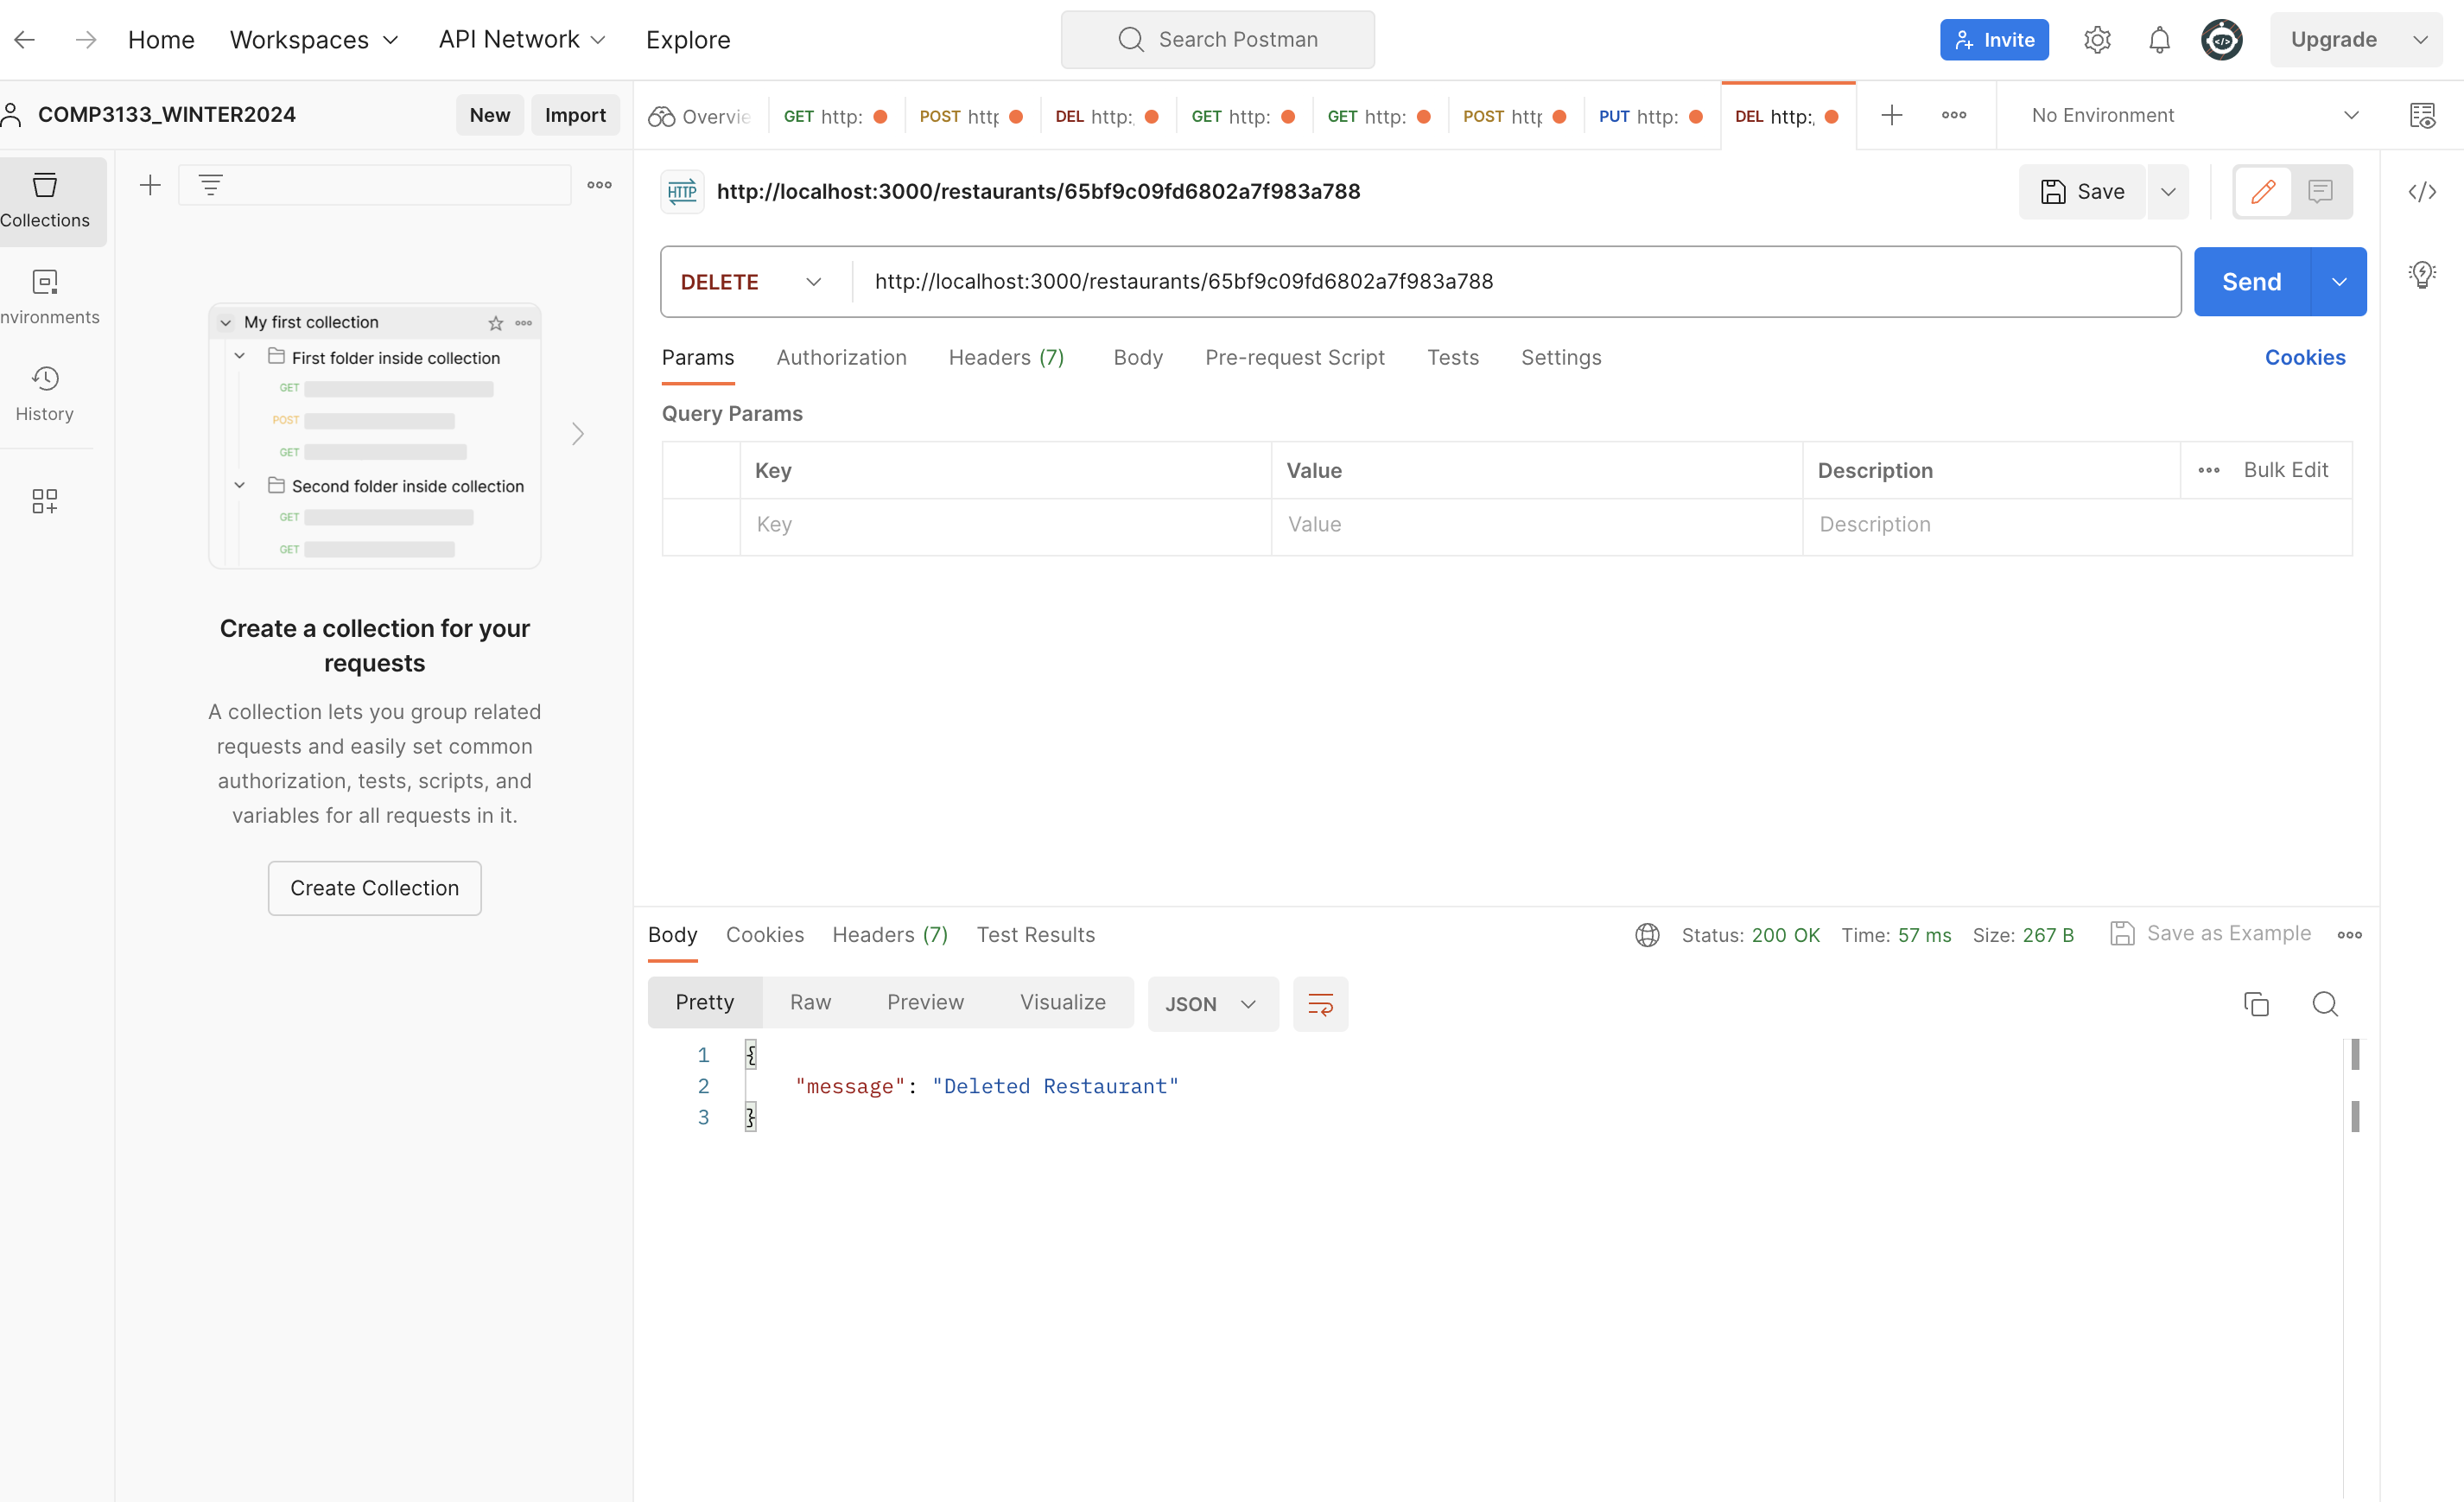 Home Workspaces API Network Explore Search Postman Invite Upgrade
COMP3133_WINTER2024 New Import
Overvie GET http: POST http DEL http: GET http: GET http: POST http PUT http: DEL http: No Environment
Collections
nvironments
History
My first collection
First folder inside collection
GET
POST
GET
Second folder inside collection
GET
GET
Create a collection for your
requests
A collection lets you group related
requests and easily set common
authorization, tests, scripts, and
variables for all requests in it.
Create Collection
HTTP http://localhost:3000/restaurants/65bf9c09fd6802a7f983a788 Save
DELETE http://localhost:3000/restaurants/65bf9c09fd6802a7f983a788 Send
Params Authorization Headers (7) Body Pre-request Script Tests Settings Cookies
Query Params
Key Value Description Bulk Edit
Key Value Description
Body Cookies Headers (7) Test Results Status: 200 OK Time: 57 ms Size: 267 B Save as Example
Pretty Raw Preview Visualize JSON
1 {
2 "message": "Deleted Restaurant"
3 }